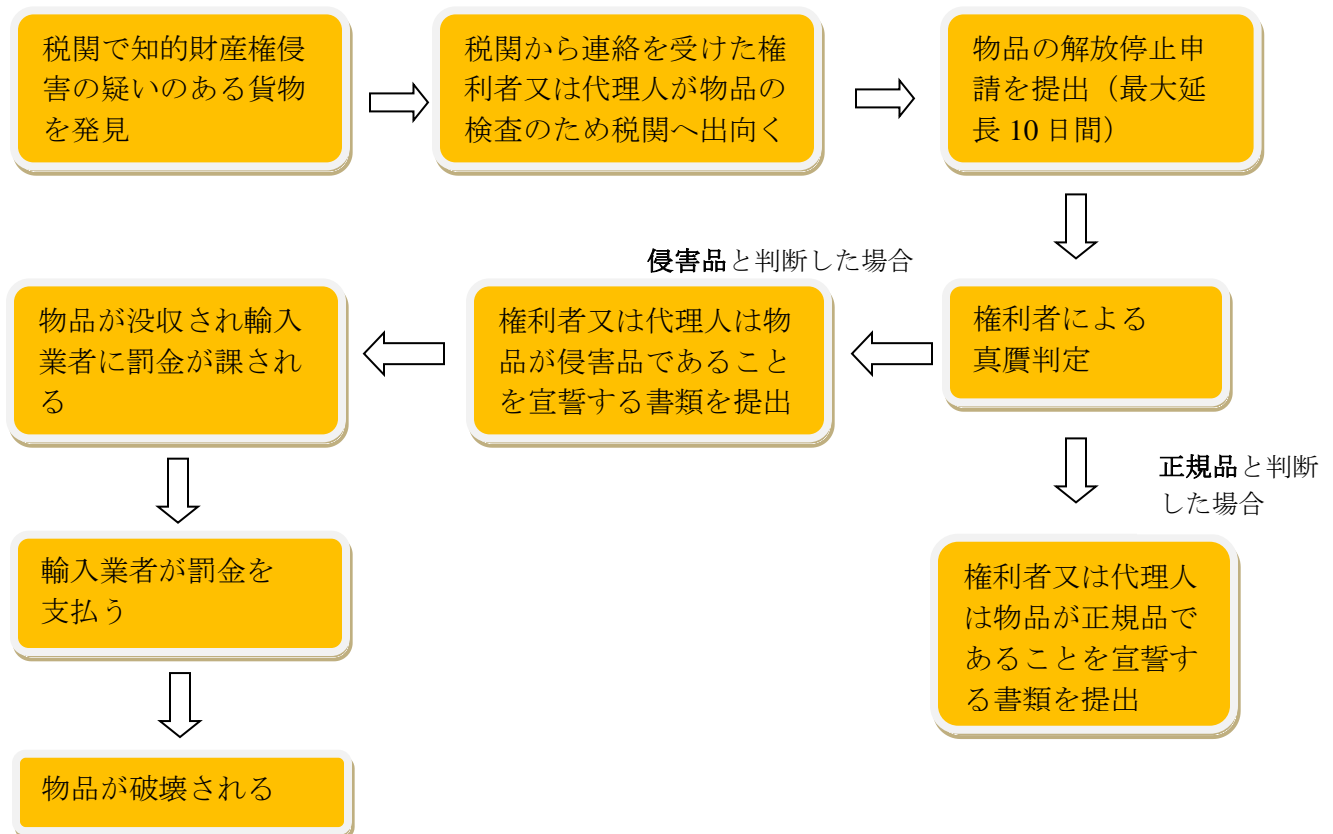 税関で知的財産権侵
害の疑いのある貨物
を発見
税関から連絡を受けた権
利者又は代理人が物品の
検査のため税関へ出向く
物品の解放停止申
請を提出（最大延
長 10 日間）
侵害品と判断した場合
権利者による
真贋判定
権利者又は代理人は物
品が侵害品であること
を宣誓する書類を提出
物品が没収され輸入
業者に罰金が課され
る
正規品と判断
した場合
権利者又は代理人
は物品が正規品で
あることを宣誓す
る書類を提出
輸入業者が罰金を
支払う
物品が破壊される